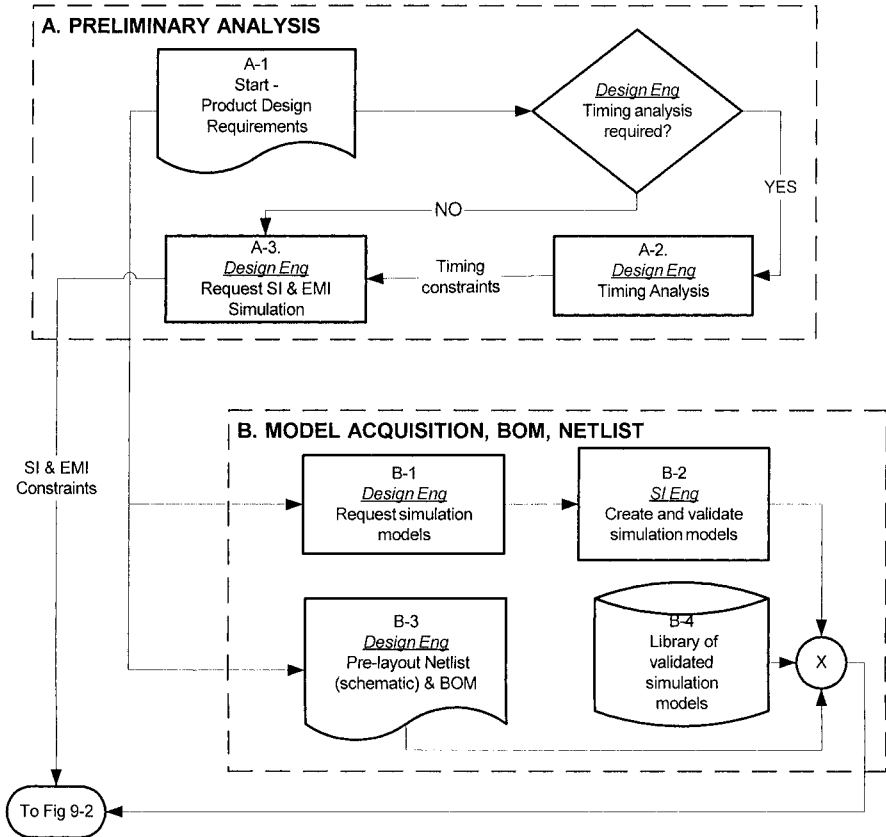 A. PRELIMINARY ANALYSIS
A-1
Start -
Product Design
Requirements
Design Eng
Timing analysis
required?
YES
NO
A-3.
Design Eng
Request SI & EMI
Simulation
Timing
constraints
A-2.
Design Eng
Timing Analysis
SI & EMI
Constraints
B. MODEL ACQUISITION, BOM, NETLIST
B-1
Design Eng
Request simulation
models
B-2
SI Eng
Create and validate
simulation models
B-3
Design Eng
Pre-layout Netlist
(schematic) & BOM
B-4
Library of
validated
simulation
models
X
To Fig 9-2